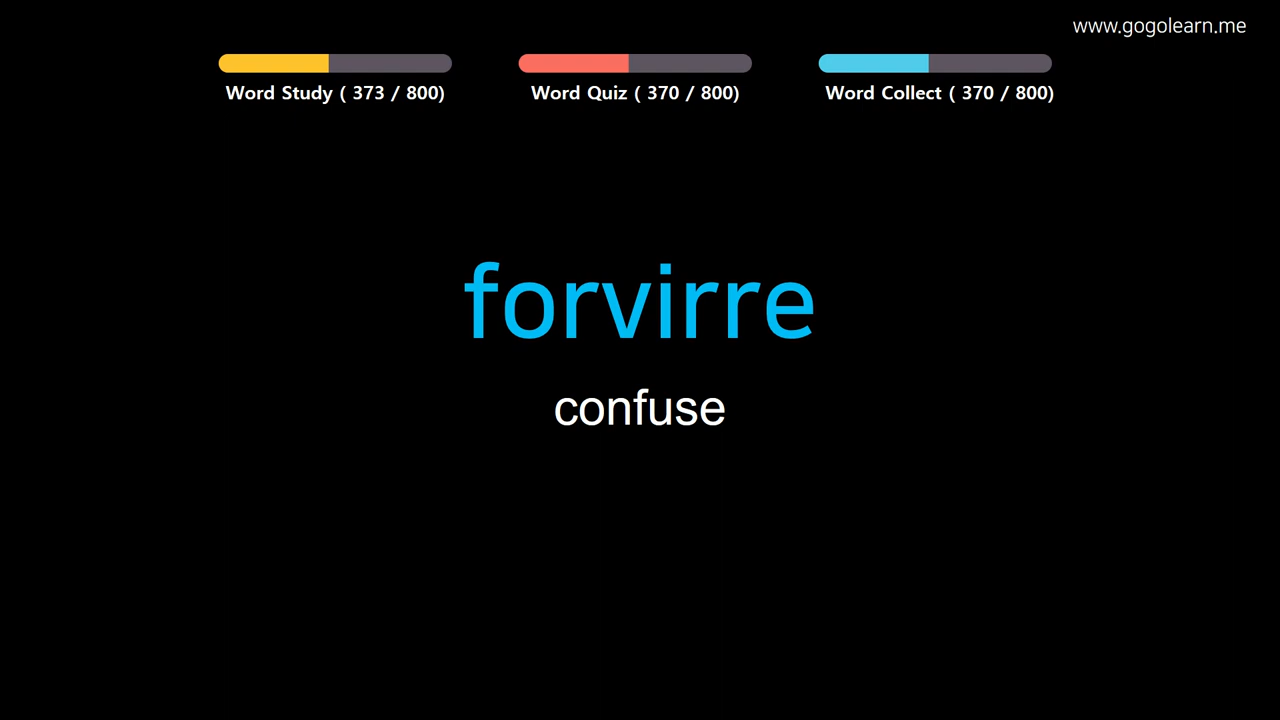 www.gogolearn.me
Word Study ( 373 / 800)
Word Quiz ( 370 / 800)
Word Collect ( 370 / 800)
forvirre
confuse